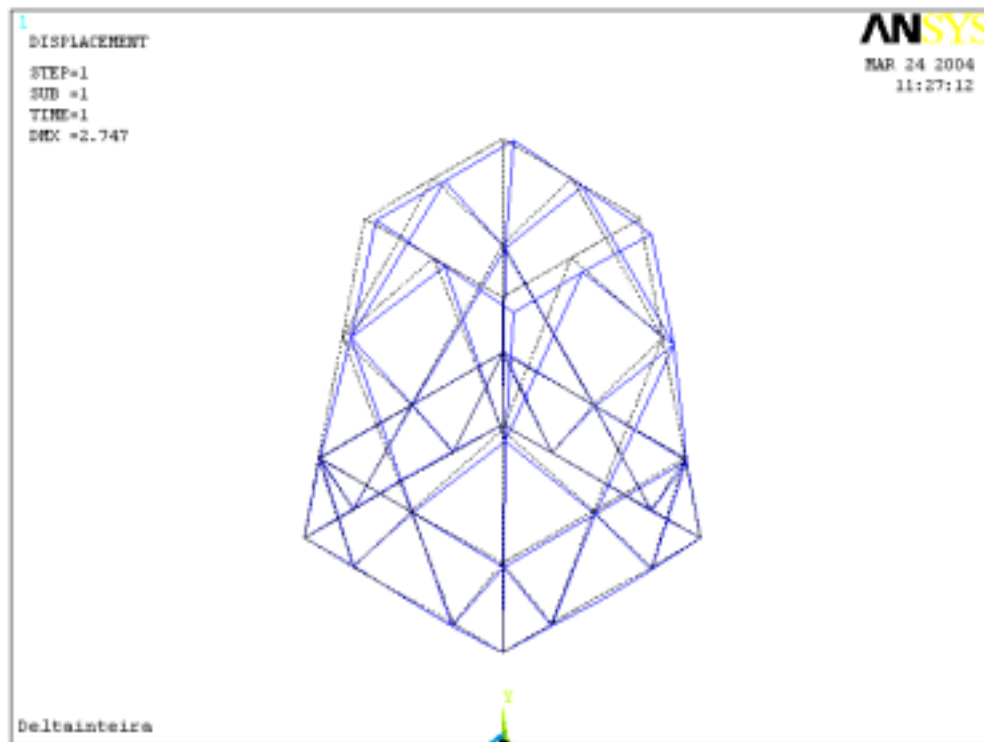 1
DISPLACEMENT
STEP=1
SUB =1
TIME=1
DMX =2.747
ANSYS
MAR 24 2004
11:27:12
Y
Deltainteira